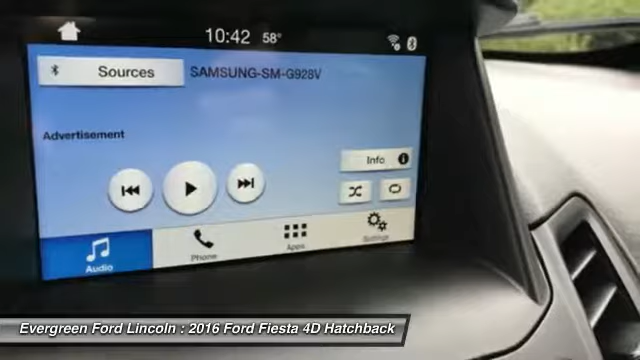 10:42 58°
Sources SAMSUNG-SM-G928V
Advertisement
Info
Audio Phone Apps Settings
Evergreen Ford Lincoln : 2016 Ford Fiesta 4D Hatchback